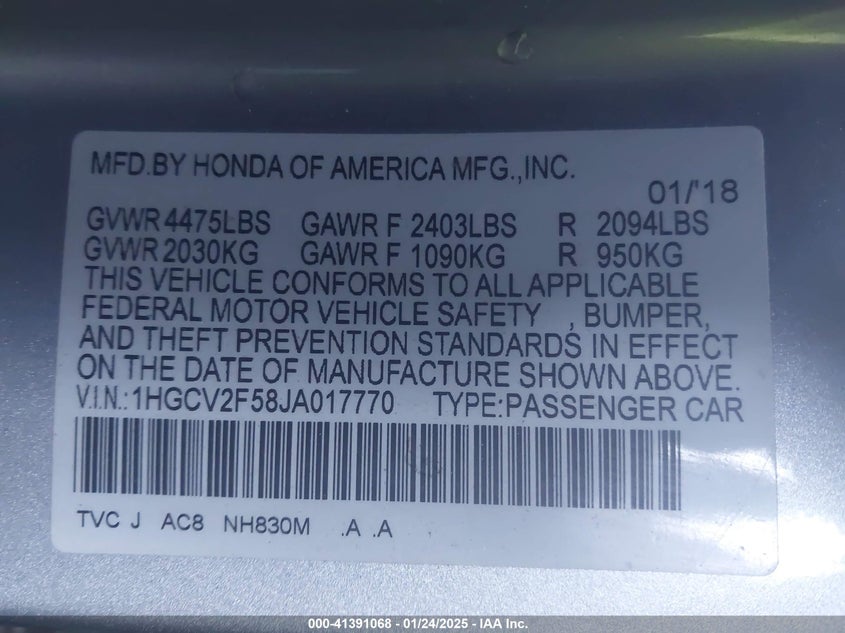 MFD.BY HONDA OF AMERICA MFG.,INC.
01/'18
GVWR 4475LBS GAWR F 2403LBS R 2094LBS
GVWR 2030KG GAWR F 1090KG R 950KG
THIS VEHICLE CONFORMS TO ALL APPLICABLE
FEDERAL MOTOR VEHICLE SAFETY , BUMPER,
AND THEFT PREVENTION STANDARDS IN EFFECT
ON THE DATE OF MANUFACTURE SHOWN ABOVE.
V.I.N.:1HGCV2F58JA017770 TYPE:PASSENGER CAR
TVC J AC8 NH830M .A .A
000-41391068 - 01/24/2025 - IAA Inc.